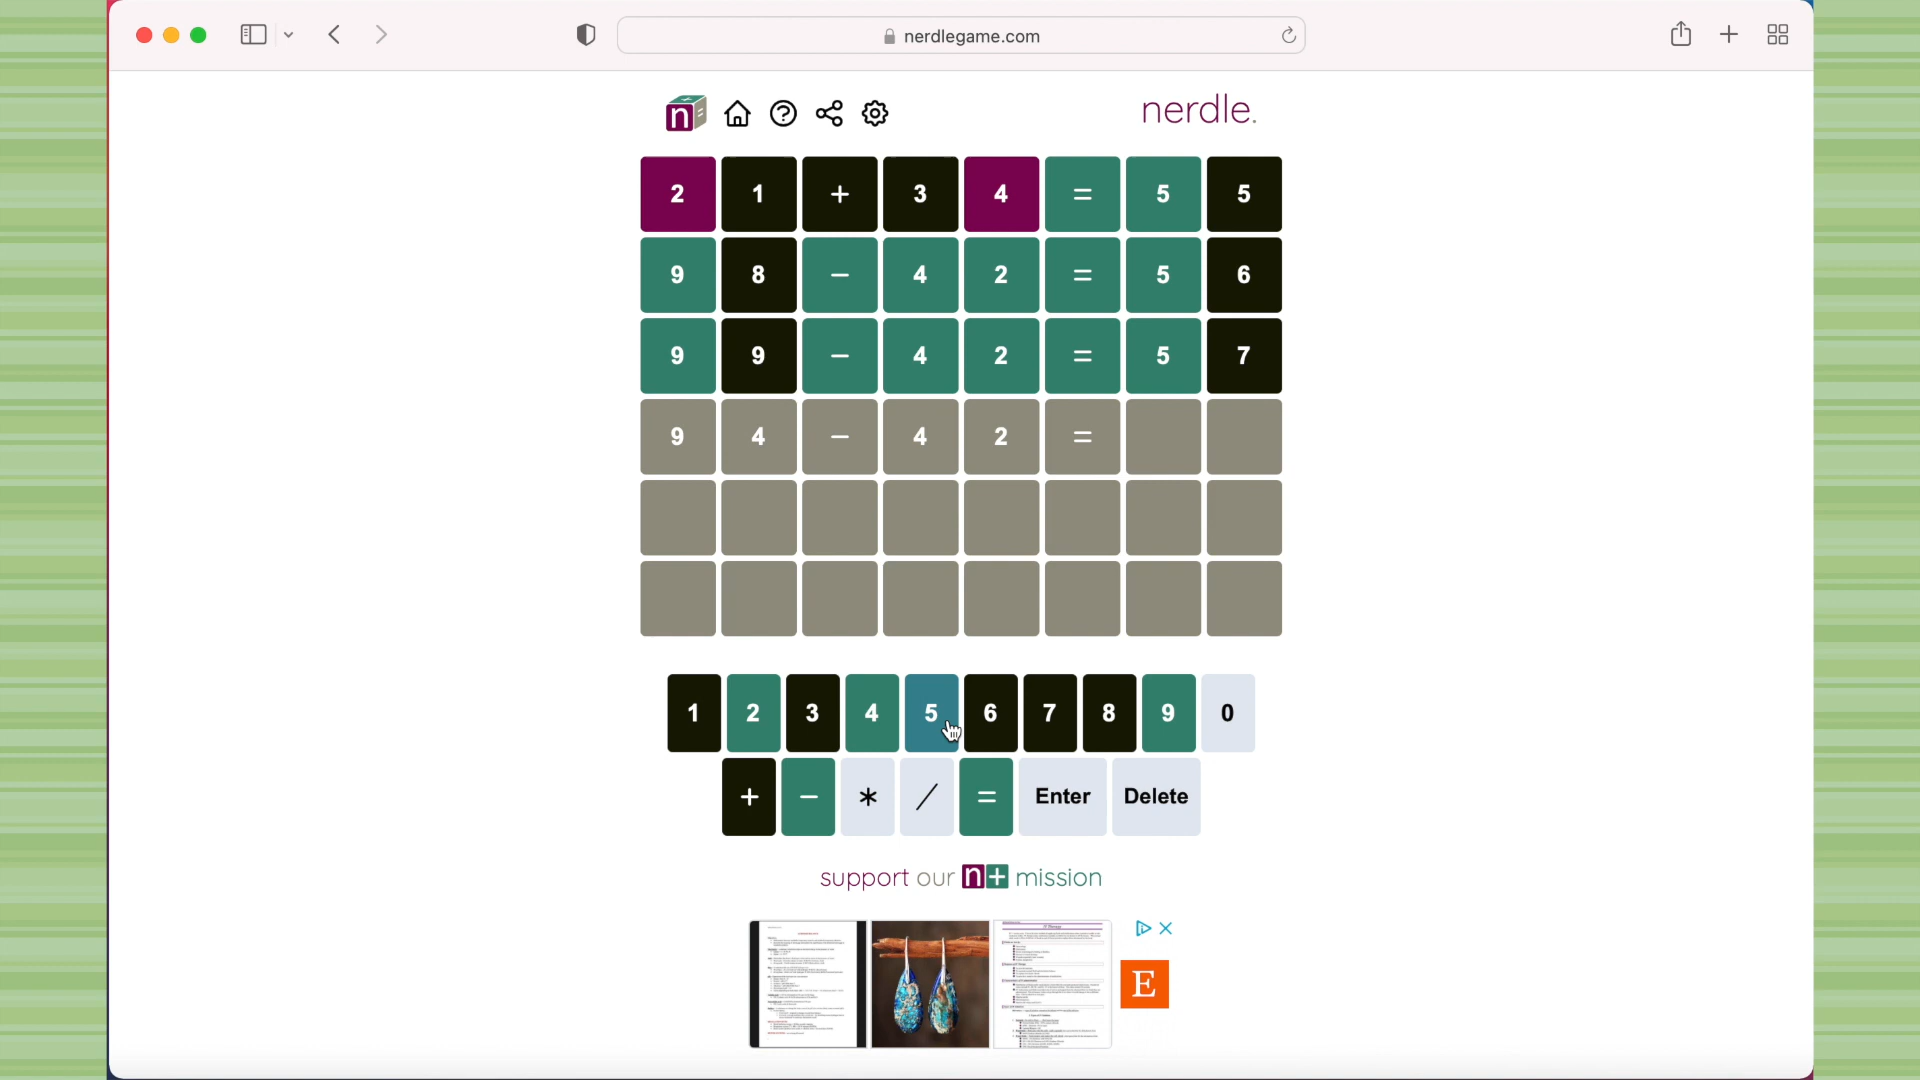 nerdlegame.com
n nerdle.
2 1 + 3 4 = 5 5
9 8 - 4 2 = 5 6
9 9 - 4 2 = 5 7
9 4 - 4 2 =
1 2 3 4 5 6 7 8 9 0
+ - * / = Enter Delete
support our n+ mission
E